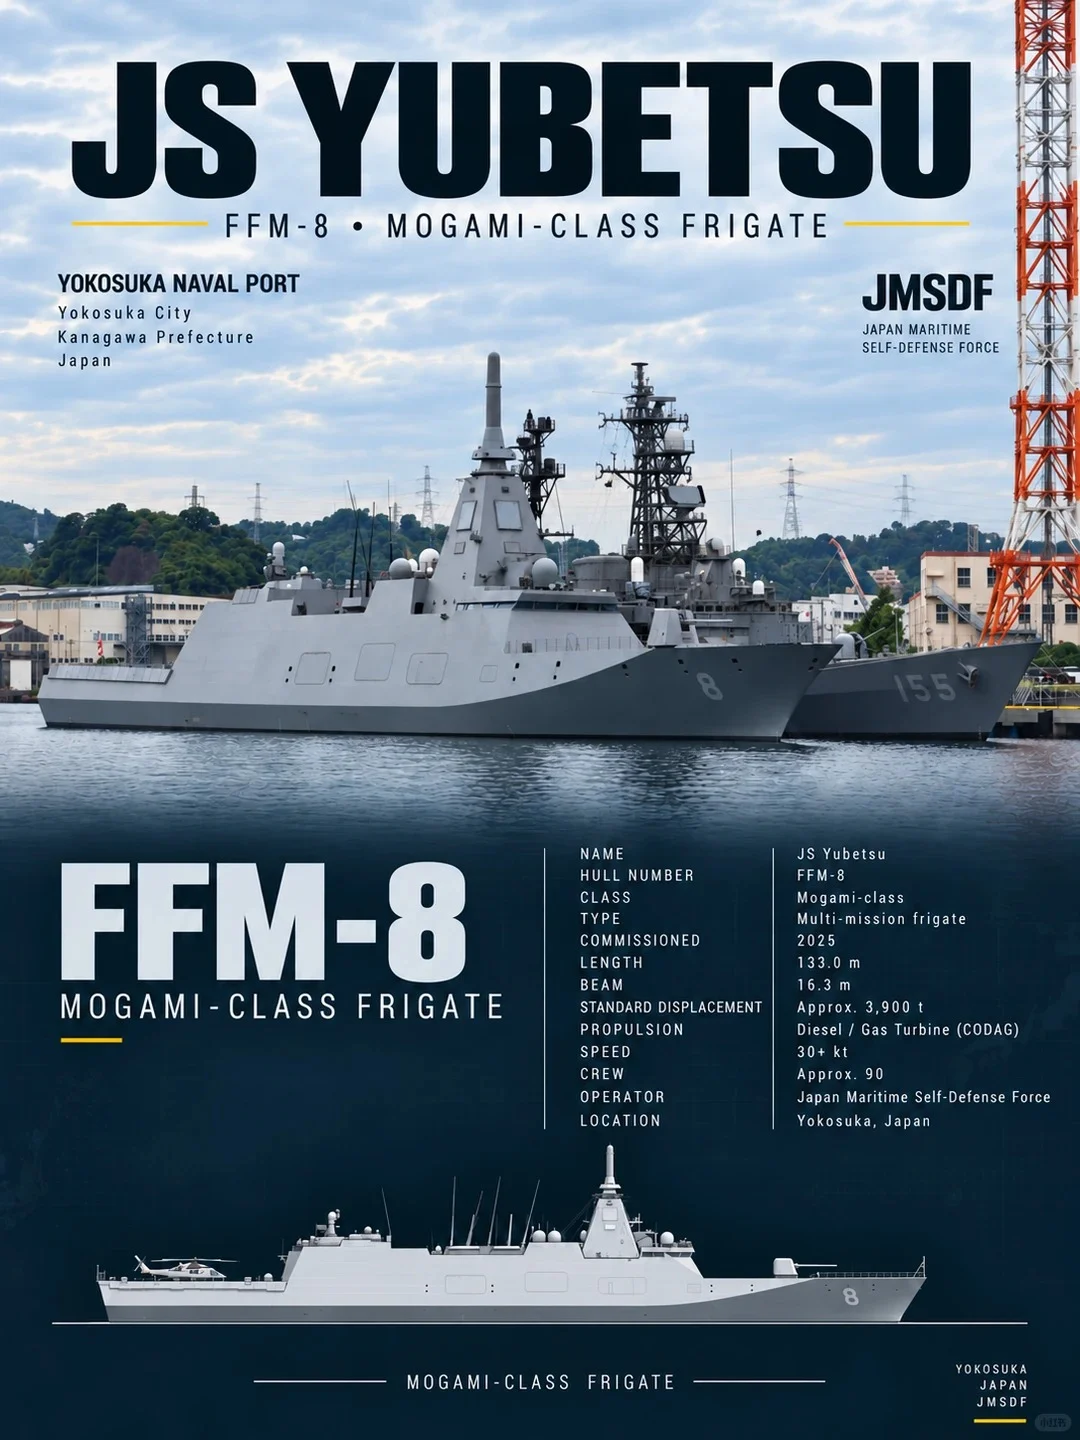 JS YUBETSU
FFM-8 • MOGAMI-CLASS FRIGATE
YOKOSUKA NAVAL PORT
Yokosuka City
Kanagawa Prefecture
Japan
JMSDF
JAPAN MARITIME
SELF-DEFENSE FORCE
8
155
FFM-8
MOGAMI-CLASS FRIGATE
NAME JS Yubetsu
HULL NUMBER FFM-8
CLASS Mogami-class
TYPE Multi-mission frigate
COMMISSIONED 2025
LENGTH 133.0 m
BEAM 16.3 m
STANDARD DISPLACEMENT Approx. 3,900 t
PROPULSION Diesel / Gas Turbine (CODAG)
SPEED 30+ kt
CREW Approx. 90
OPERATOR Japan Maritime Self-Defense Force
LOCATION Yokosuka, Japan
8
MOGAMI-CLASS FRIGATE
YOKOSUKA
JAPAN
JMSDF
小红书